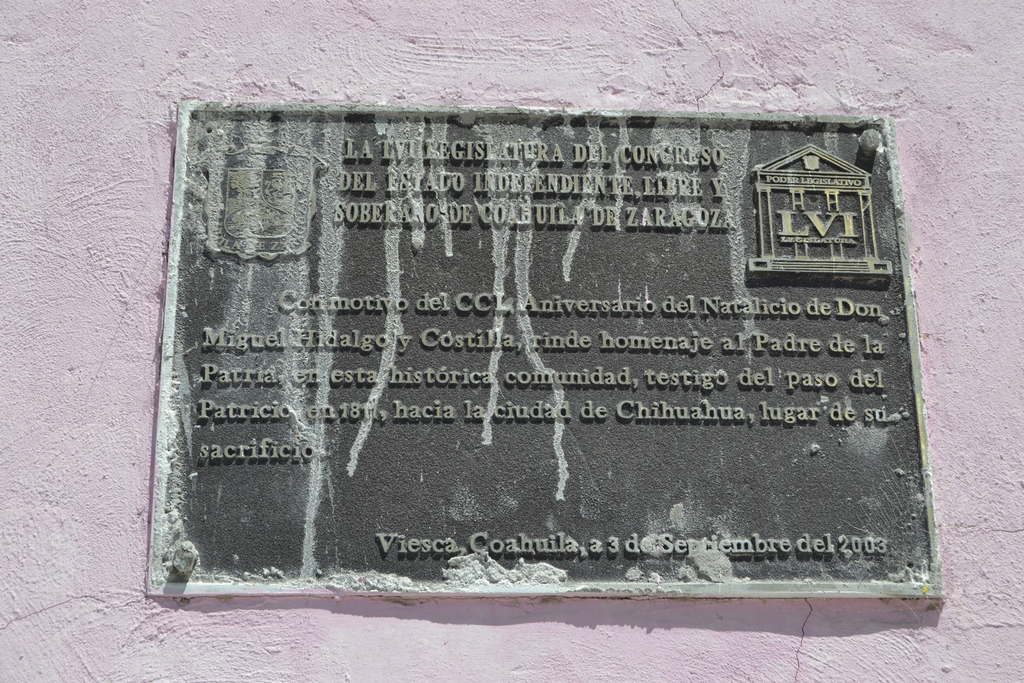 LA LVI LEGISLATURA DEL CONGRESO
DEL ESTADO INDEPENDIENTE, LIBRE Y
SOBERANO DE COAHUILA DE ZARAGOZA
PODER LEGISLATIVO
LVI
LEGISLATURA
Con motivo del CCL Aniversario del Natalicio de Don
Miguel Hidalgo y Costilla, rinde homenaje al Padre de la
Patria, en esta histórica comunidad, testigo del paso del
Patricio, en 1811, hacia la ciudad de Chihuahua, lugar de su
sacrificio.
Viesca, Coahuila, a 3 de Septiembre del 2003